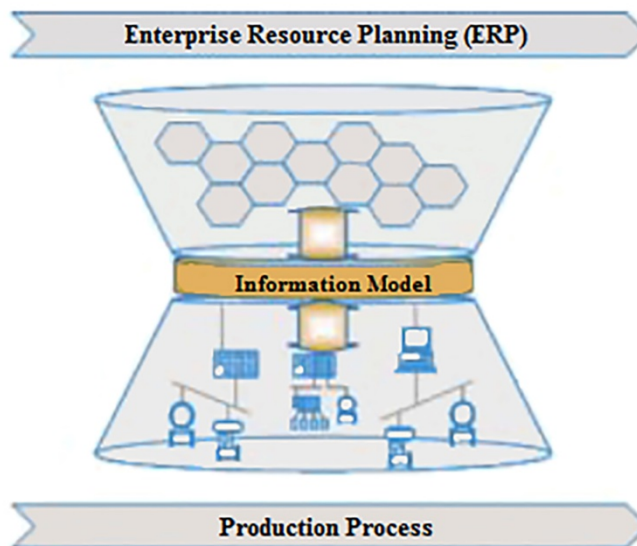 Enterprise Resource Planning (ERP)
Information Model
Production Process